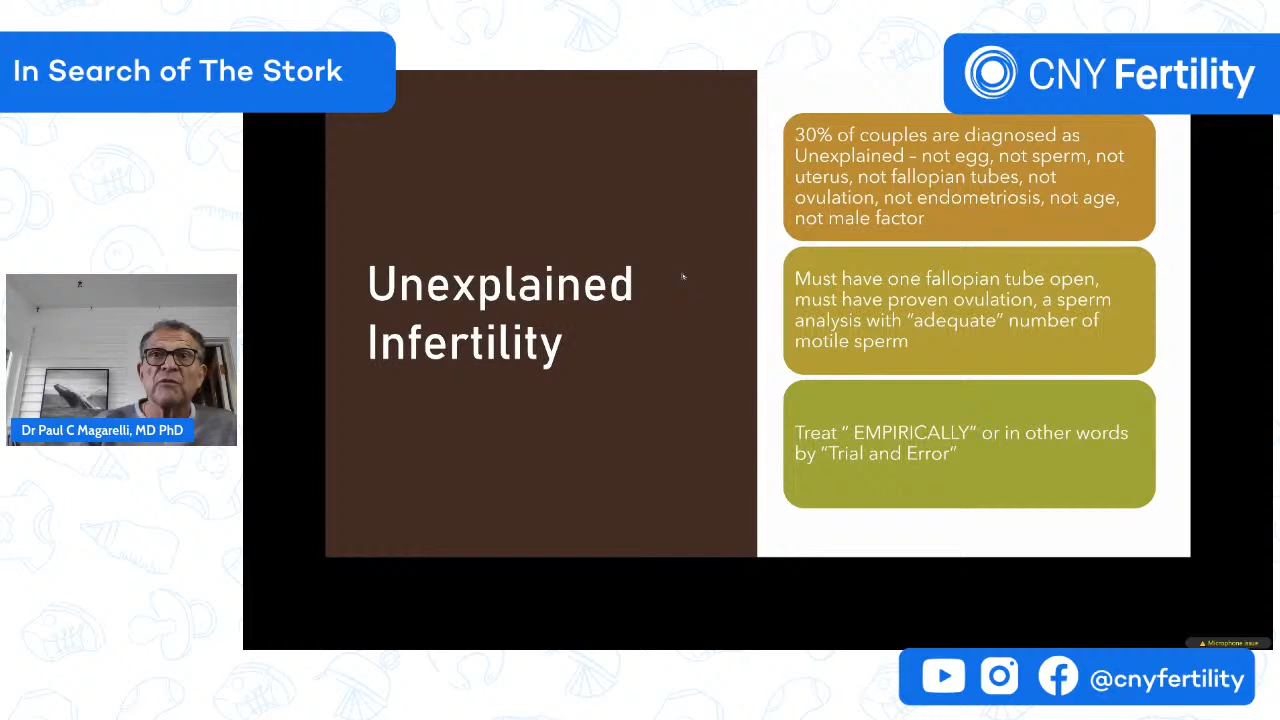 In Search of The Stork
CNY Fertility
30% of couples are diagnosed as
Unexplained – not egg, not sperm, not
uterus, not fallopian tubes, not
ovulation, not endometriosis, not age,
not male factor
Unexplained
Infertility
Must have one fallopian tube open,
must have proven ovulation, a sperm
analysis with “adequate” number of
motile sperm
Treat “ EMPIRICALLY” or in other words
by “Trial and Error”
Dr Paul C Magarelli, MD PhD
Microphone issue
@cnyfertility